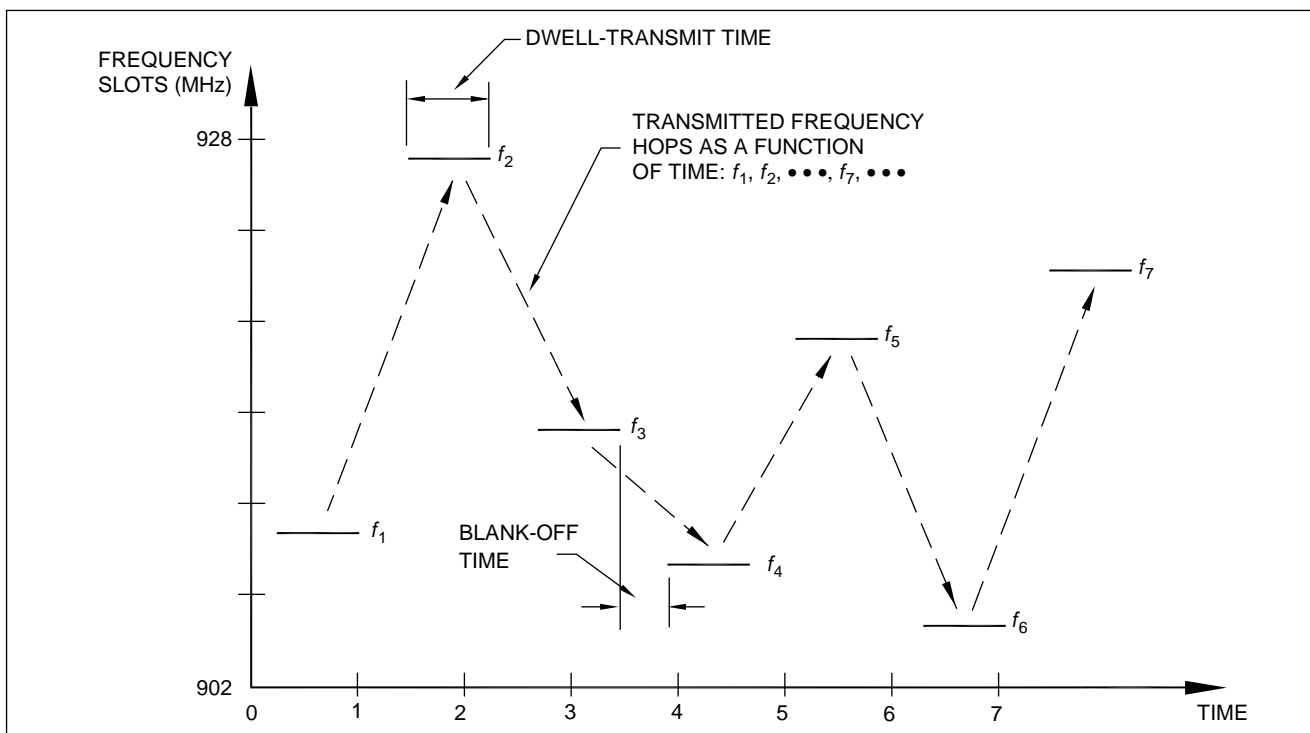 DWELL-TRANSMIT TIME
FREQUENCY
SLOTS (MHz)
TRANSMITTED FREQUENCY
HOPS AS A FUNCTION
OF TIME: f1, f2, •••, f7, •••
928
f2
f7
f5
f3
f1
BLANK-OFF
TIME
f4
f6
902
0 1 2 3 4 5 6 7 TIME